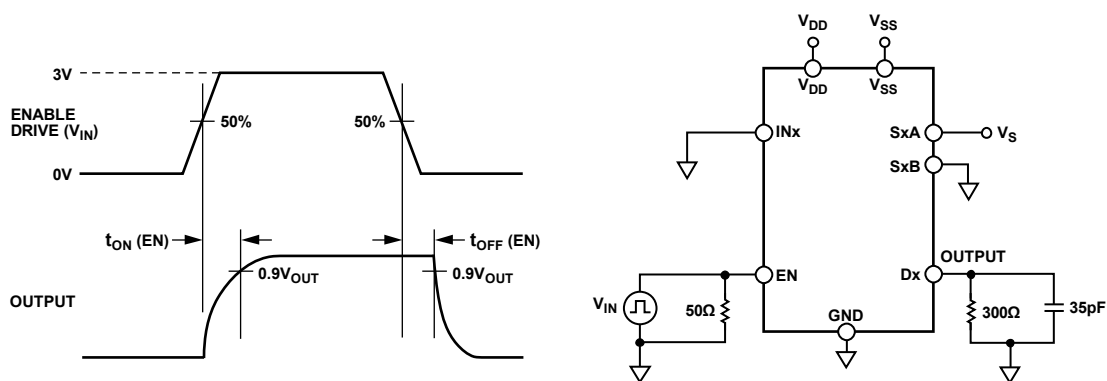 3V
ENABLE
DRIVE (VIN)
50%
50%
0V
tON (EN)
tOFF (EN)
0.9VOUT
0.9VOUT
OUTPUT
VDD
VSS
VDD
VSS
INx
SxA
VS
SxB
OUTPUT
EN
Dx
VIN
50Ω
GND
300Ω
35pF